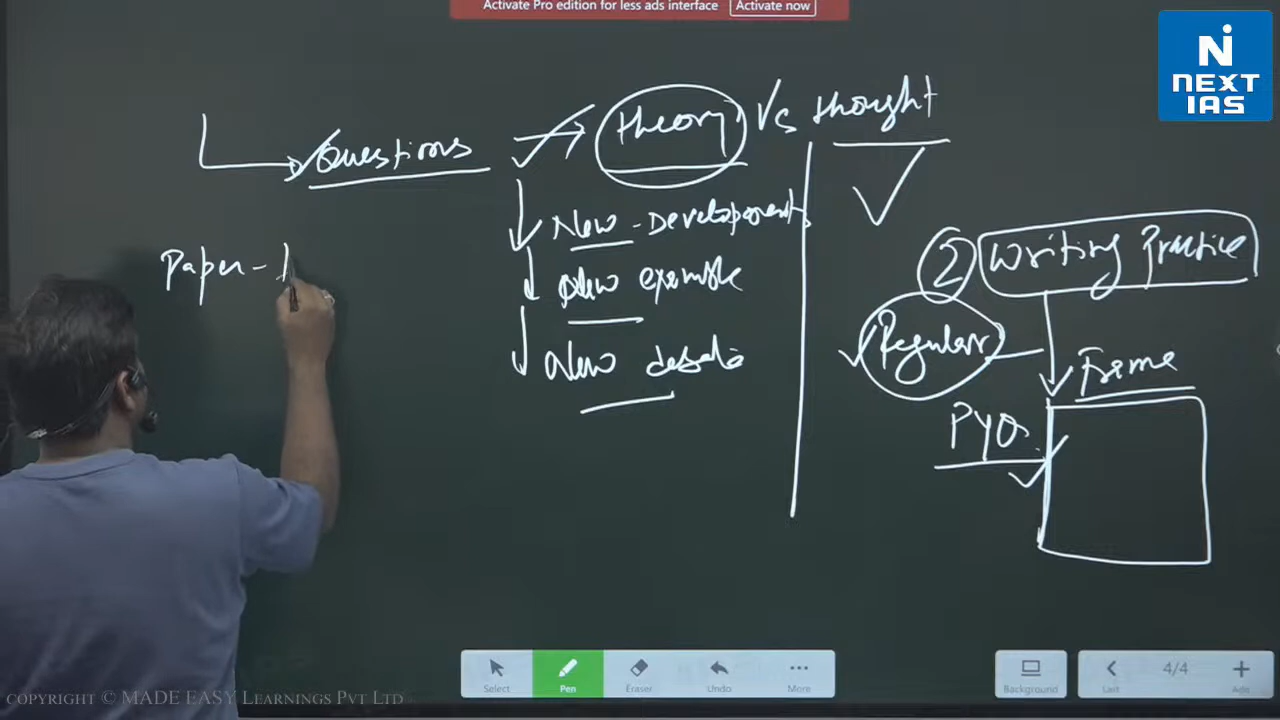 Activate Pro edition for less ads interface Activate now
NEXT IAS
Questions
theory Vs thought
New - Developments
New example
New debate
Paper - I
2 Writing Practice
Regular
Frame
PYQs
Select Pen Eraser Undo More
Background Last 4/4 Add
COPYRIGHT © MADE EASY LEARNINGS PVT LTD